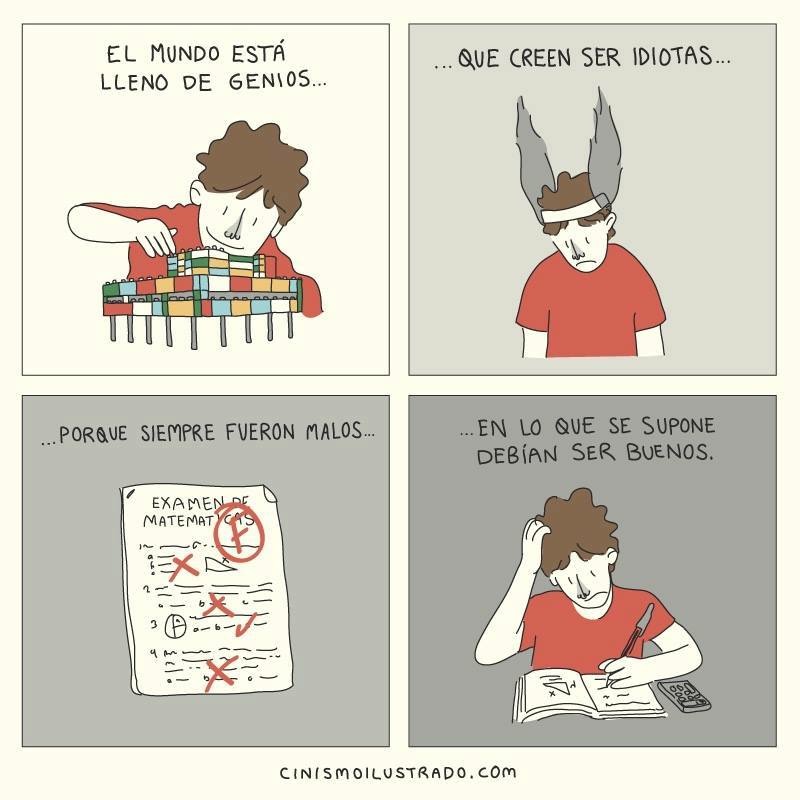 EL MUNDO ESTÁ
LLENO DE GENIOS...
...QUE CREEN SER IDIOTAS...
...PORQUE SIEMPRE FUERON MALOS...
EXAMEN DE
MATEMATICAS
F
...EN LO QUE SE SUPONE
DEBÍAN SER BUENOS.
CINISMOILUSTRADO.COM